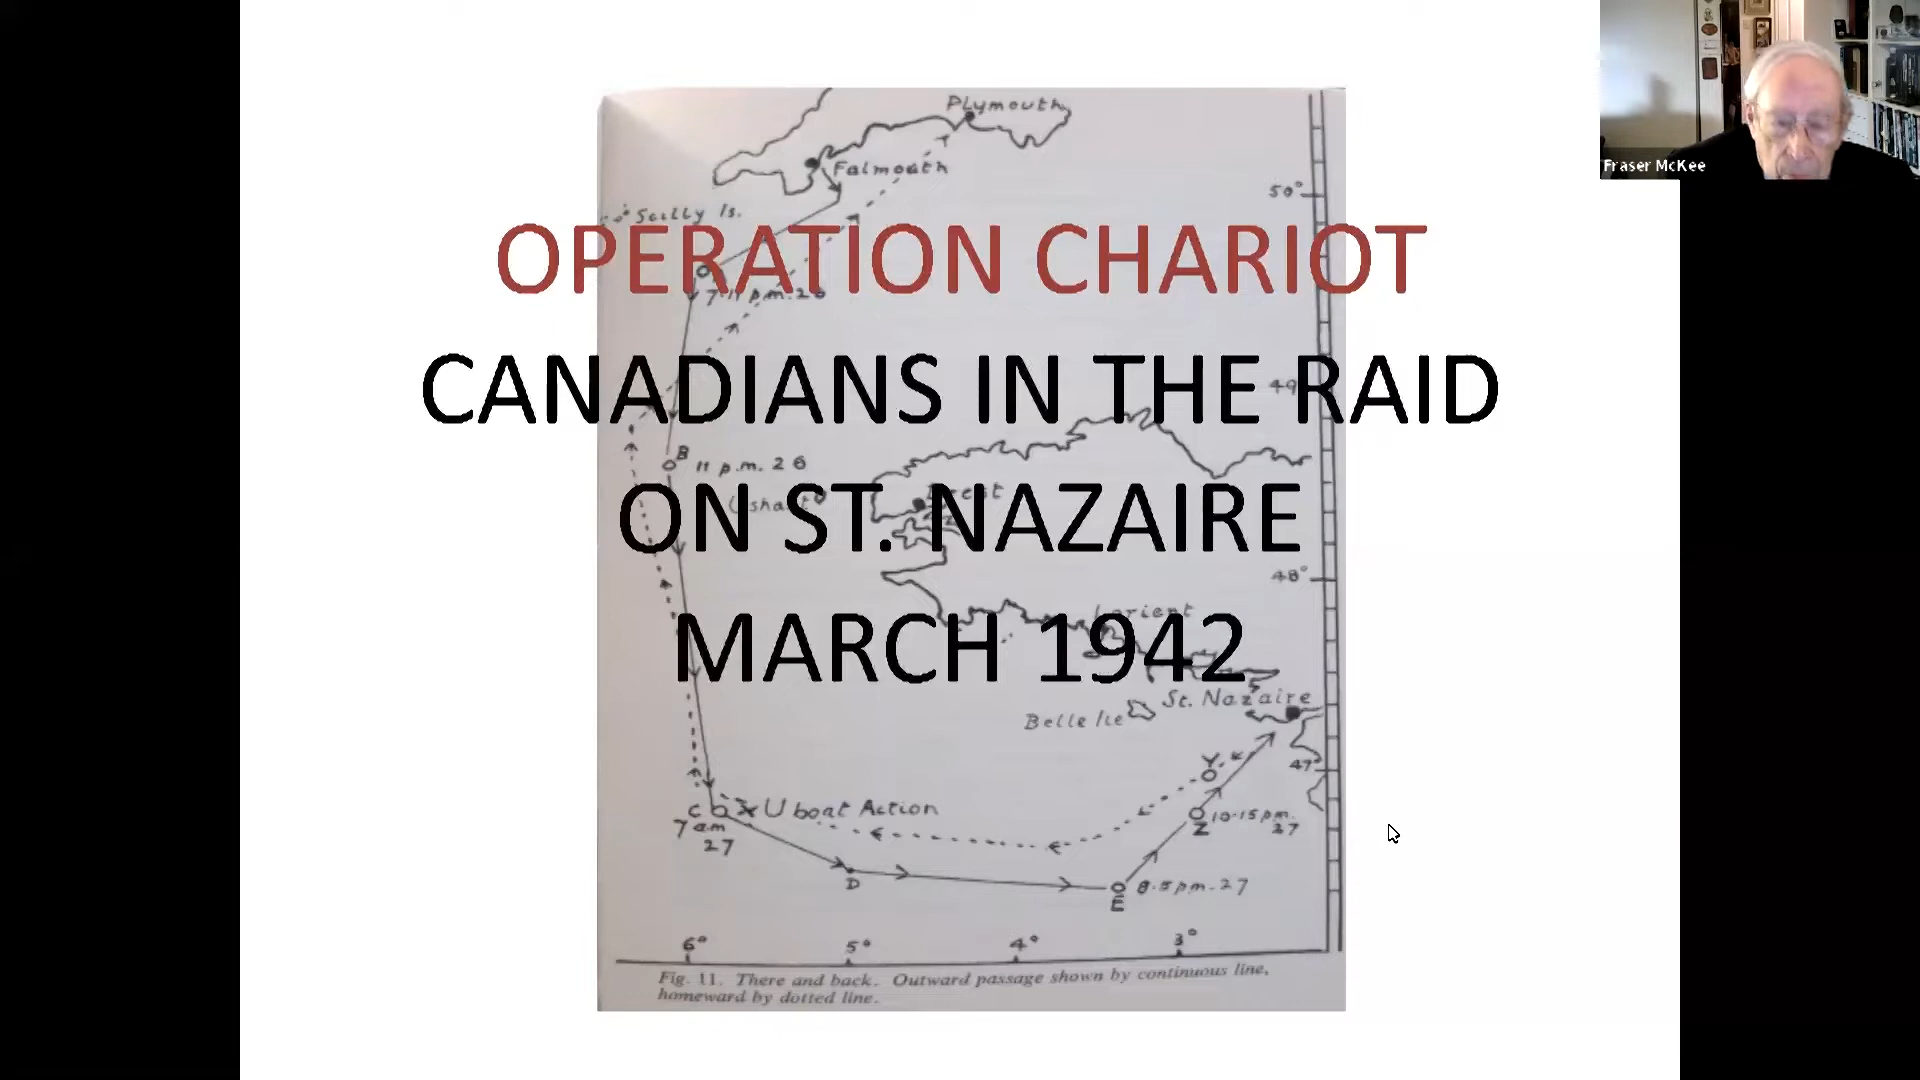 Fraser McKee
Plymouth
Falmouth
50°
Scilly Is.
OPERATION CHARIOT
7·11 p.m. 26
CANADIANS IN THE RAID
49
B 11 p.m. 26
Ushant
Brest
ON ST. NAZAIRE
48°
Lorient
MARCH 1942
St. Nazaire
Belle Ile
47°
Y
C
U boat Action
7 am
27
Z
10·15 pm.
27
D
E
8·5 pm. 27
6° 5° 4° 3°
Fig. 11. There and back. Outward passage shown by continuous line,
homeward by dotted line.